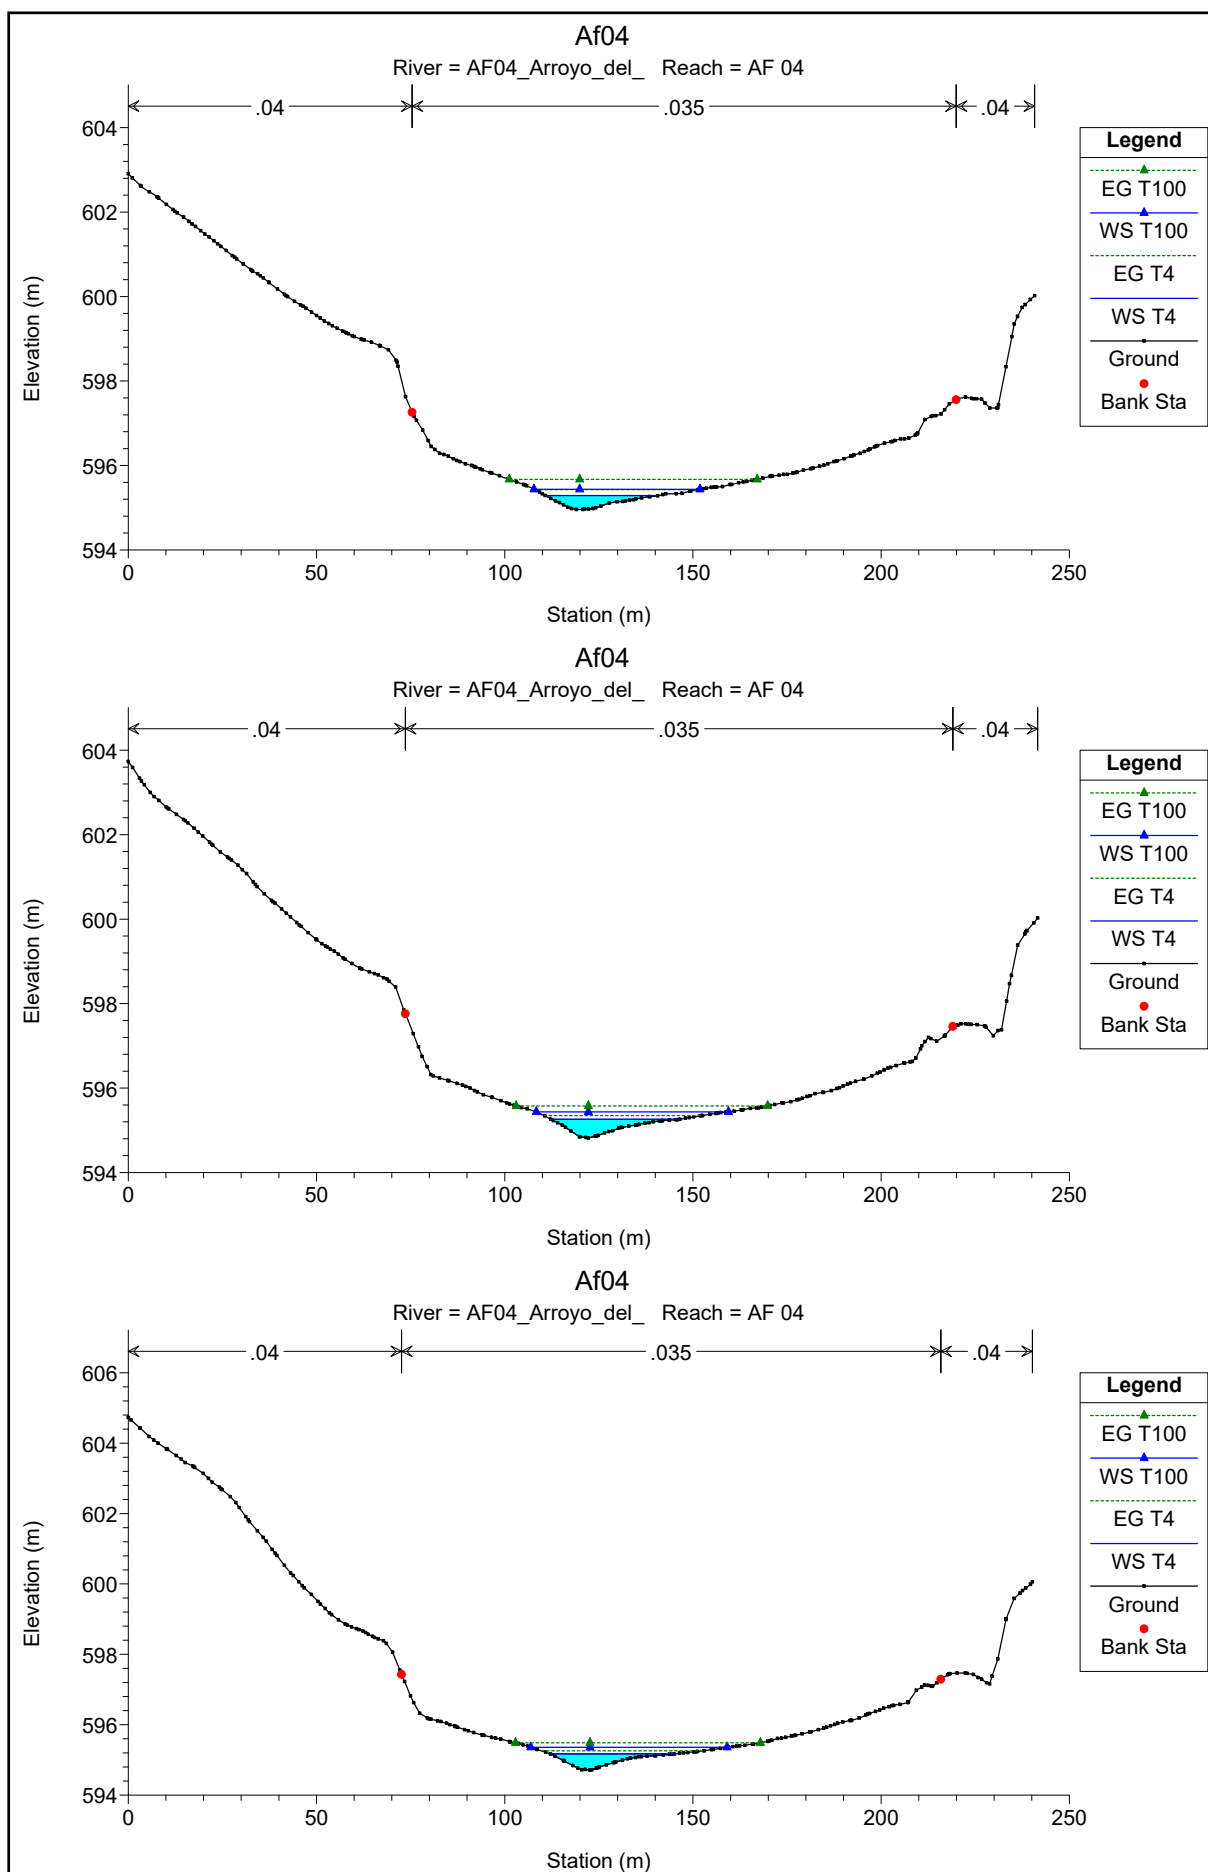 Af04
River = AF04_Arroyo_del_ Reach = AF 04
.04
.035
.04
604
602
600
598
596
594
Elevation (m)
0
50
100
150
200
250
Station (m)
Legend
EG T100
WS T100
EG T4
WS T4
Ground
Bank Sta
Af04
River = AF04_Arroyo_del_ Reach = AF 04
.04
.035
.04
604
602
600
598
596
594
Elevation (m)
0
50
100
150
200
250
Station (m)
Legend
EG T100
WS T100
EG T4
WS T4
Ground
Bank Sta
Af04
River = AF04_Arroyo_del_ Reach = AF 04
.04
.035
.04
606
604
602
600
598
596
594
Elevation (m)
0
50
100
150
200
250
Station (m)
Legend
EG T100
WS T100
EG T4
WS T4
Ground
Bank Sta